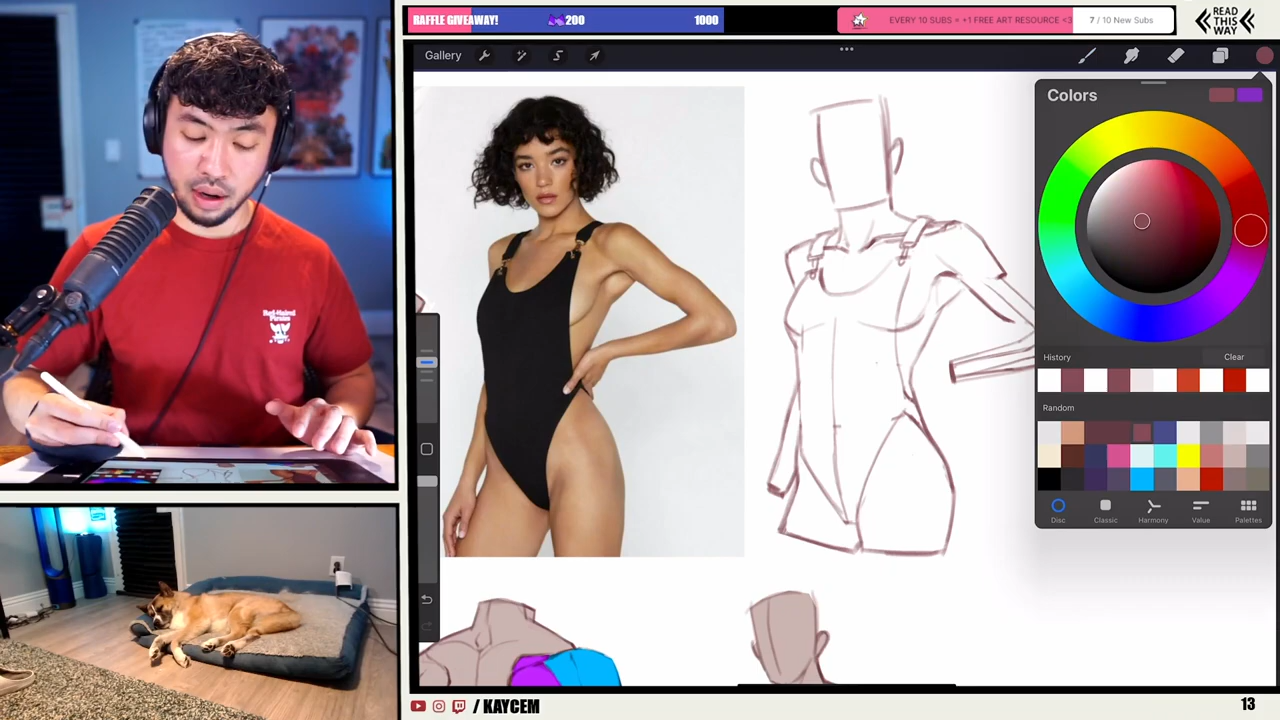 RAFFLE GIVEAWAY!
200
1000
EVERY 10 SUBS = +1 FREE ART RESOURCE <3
7 / 10 New Subs
READ
THIS
WAY
Gallery
Colors
History
Clear
Random
Disc
Classic
Harmony
Value
Palettes
/ KAYCEM
13